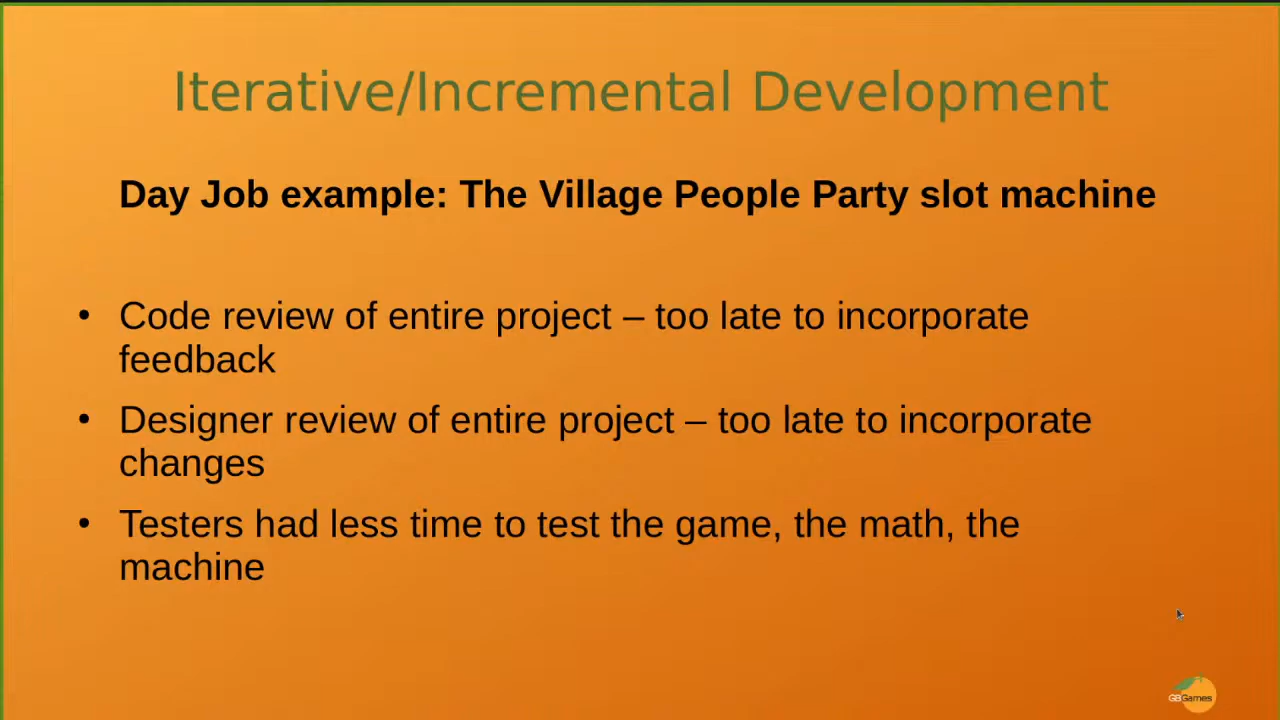 Iterative/Incremental Development
Day Job example: The Village People Party slot machine
• Code review of entire project – too late to incorporate
feedback
• Designer review of entire project – too late to incorporate
changes
• Testers had less time to test the game, the math, the
machine
GBGames